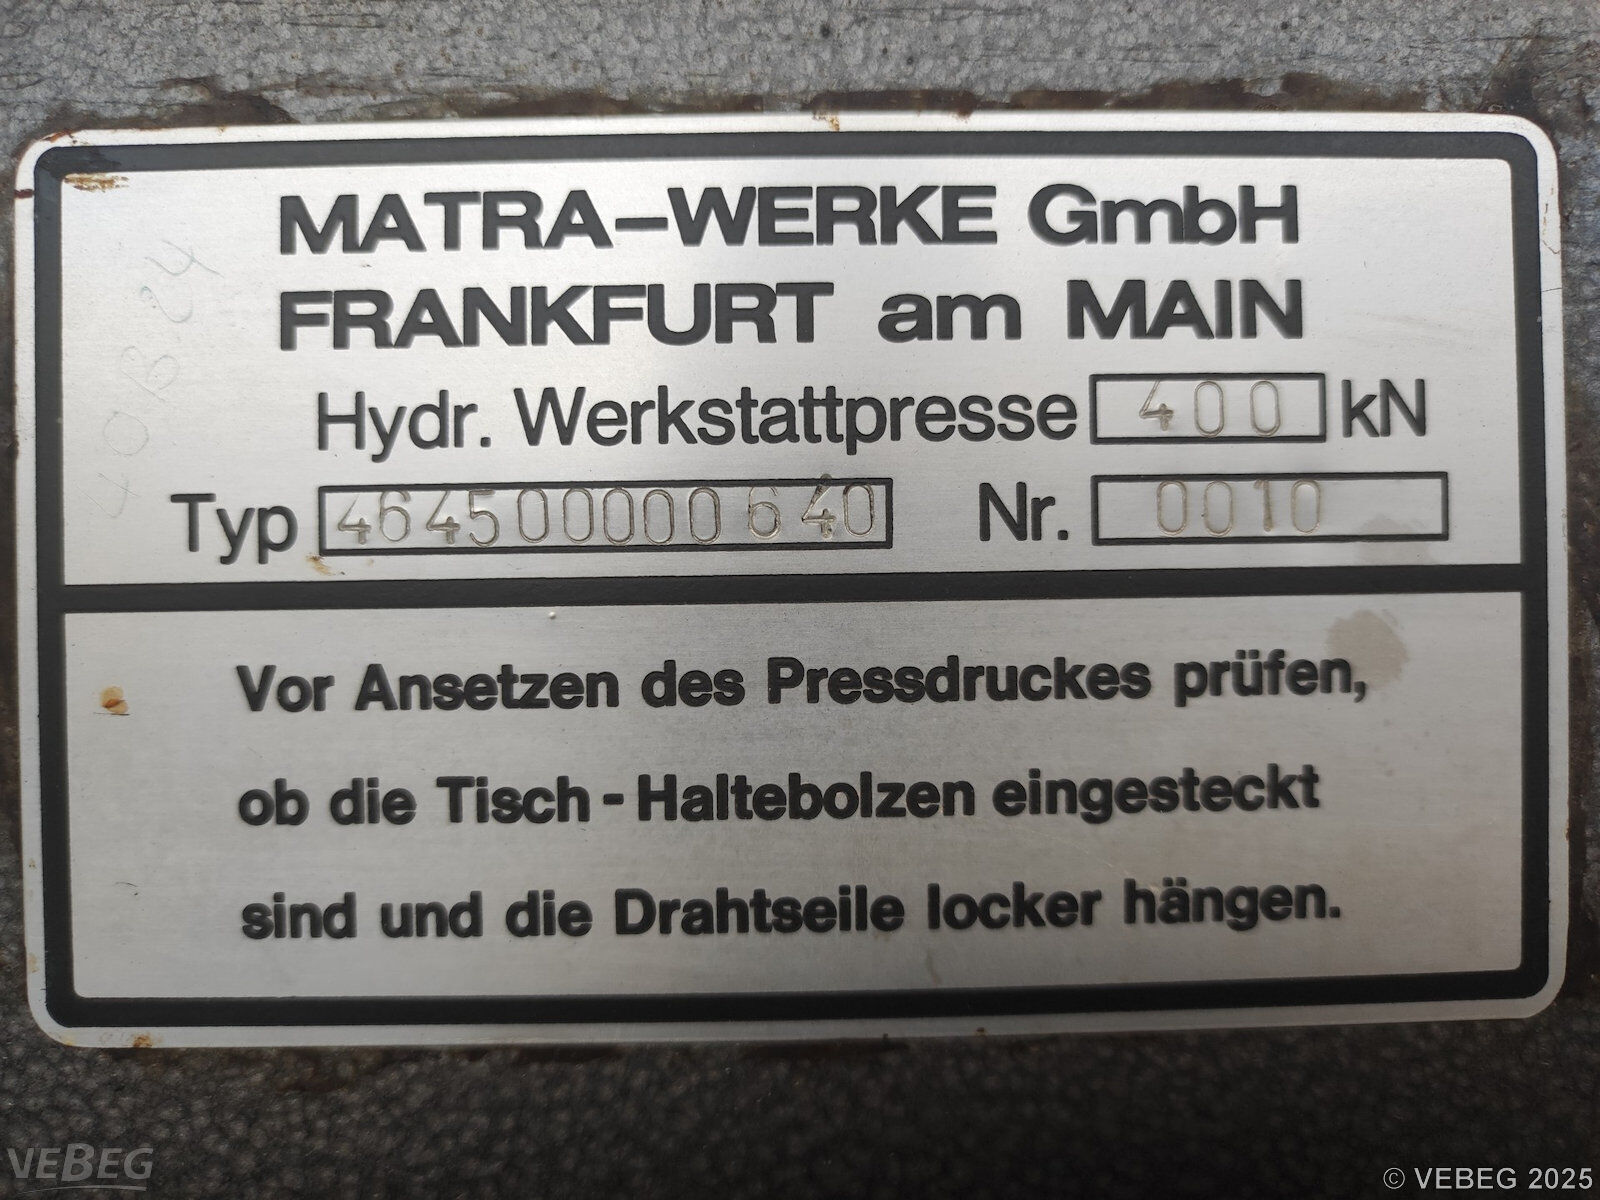 MATRA-WERKE GmbH
FRANKFURT am MAIN
Hydr. Werkstattpresse 400 kN
Typ 464500000640 Nr. 0010
Vor Ansetzen des Pressdruckes prüfen,
ob die Tisch-Haltebolzen eingesteckt
sind und die Drahtseile locker hängen.
VEBEG
© VEBEG 2025